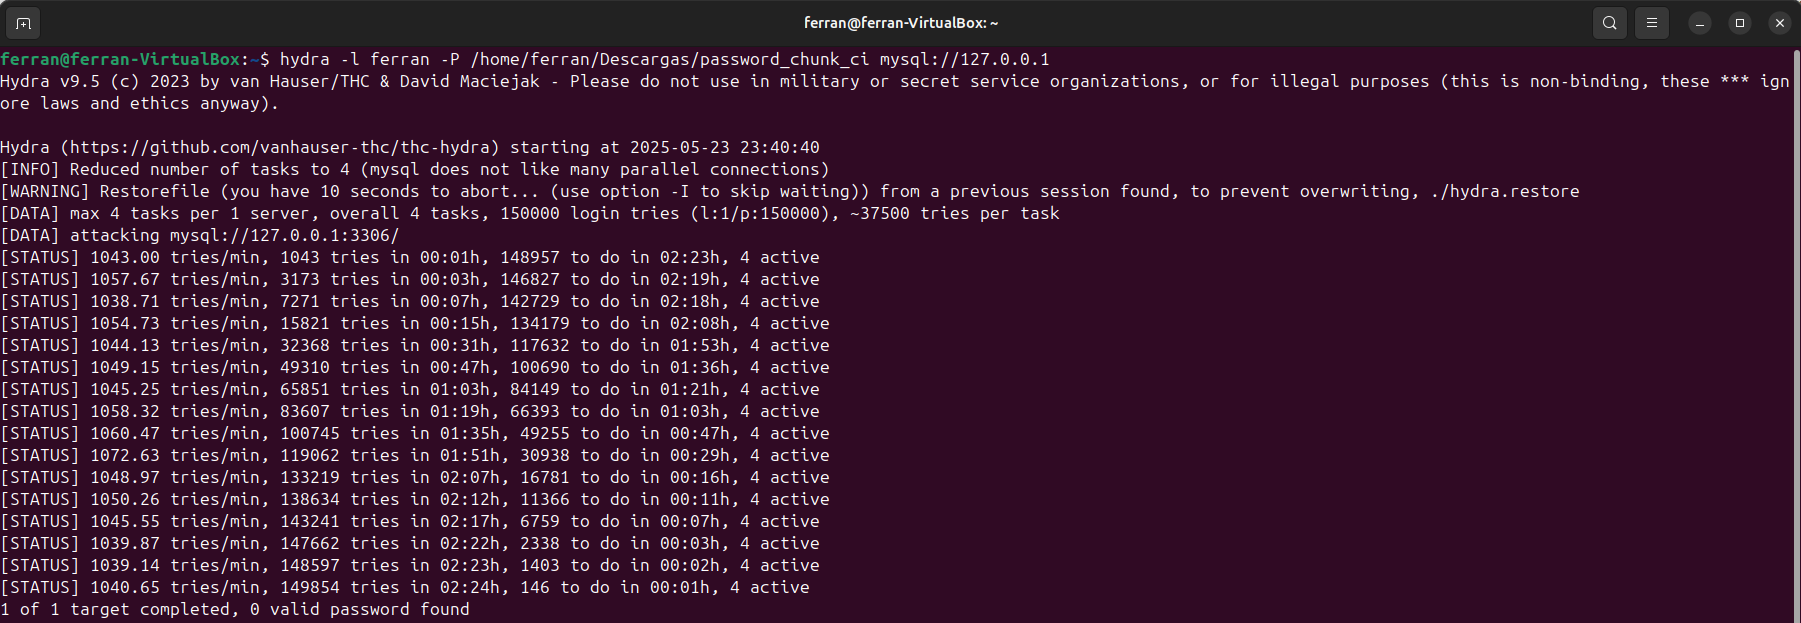 ferran@ferran-VirtualBox: ~
ferran@ferran-VirtualBox:~$ hydra -l ferran -P /home/ferran/Descargas/password_chunk_ci mysql://127.0.0.1
Hydra v9.5 (c) 2023 by van Hauser/THC & David Maciejak - Please do not use in military or secret service organizations, or for illegal purposes (this is non-binding, these *** ign
ore laws and ethics anyway).
Hydra (https://github.com/vanhauser-thc/thc-hydra) starting at 2025-05-23 23:40:40
[INFO] Reduced number of tasks to 4 (mysql does not like many parallel connections)
[WARNING] Restorefile (you have 10 seconds to abort... (use option -I to skip waiting)) from a previous session found, to prevent overwriting, ./hydra.restore
[DATA] max 4 tasks per 1 server, overall 4 tasks, 150000 login tries (l:1/p:150000), ~37500 tries per task
[DATA] attacking mysql://127.0.0.1:3306/
[STATUS] 1043.00 tries/min, 1043 tries in 00:01h, 148957 to do in 02:23h, 4 active
[STATUS] 1057.67 tries/min, 3173 tries in 00:03h, 146827 to do in 02:19h, 4 active
[STATUS] 1038.71 tries/min, 7271 tries in 00:07h, 142729 to do in 02:18h, 4 active
[STATUS] 1054.73 tries/min, 15821 tries in 00:15h, 134179 to do in 02:08h, 4 active
[STATUS] 1044.13 tries/min, 32368 tries in 00:31h, 117632 to do in 01:53h, 4 active
[STATUS] 1049.15 tries/min, 49310 tries in 00:47h, 100690 to do in 01:36h, 4 active
[STATUS] 1045.25 tries/min, 65851 tries in 01:03h, 84149 to do in 01:21h, 4 active
[STATUS] 1058.32 tries/min, 83607 tries in 01:19h, 66393 to do in 01:03h, 4 active
[STATUS] 1060.47 tries/min, 100745 tries in 01:35h, 49255 to do in 00:47h, 4 active
[STATUS] 1072.63 tries/min, 119062 tries in 01:51h, 30938 to do in 00:29h, 4 active
[STATUS] 1048.97 tries/min, 133219 tries in 02:07h, 16781 to do in 00:16h, 4 active
[STATUS] 1050.26 tries/min, 138634 tries in 02:12h, 11366 to do in 00:11h, 4 active
[STATUS] 1045.55 tries/min, 143241 tries in 02:17h, 6759 to do in 00:07h, 4 active
[STATUS] 1039.87 tries/min, 147662 tries in 02:22h, 2338 to do in 00:03h, 4 active
[STATUS] 1039.14 tries/min, 148597 tries in 02:23h, 1403 to do in 00:02h, 4 active
[STATUS] 1040.65 tries/min, 149854 tries in 02:24h, 146 to do in 00:01h, 4 active
1 of 1 target completed, 0 valid password found